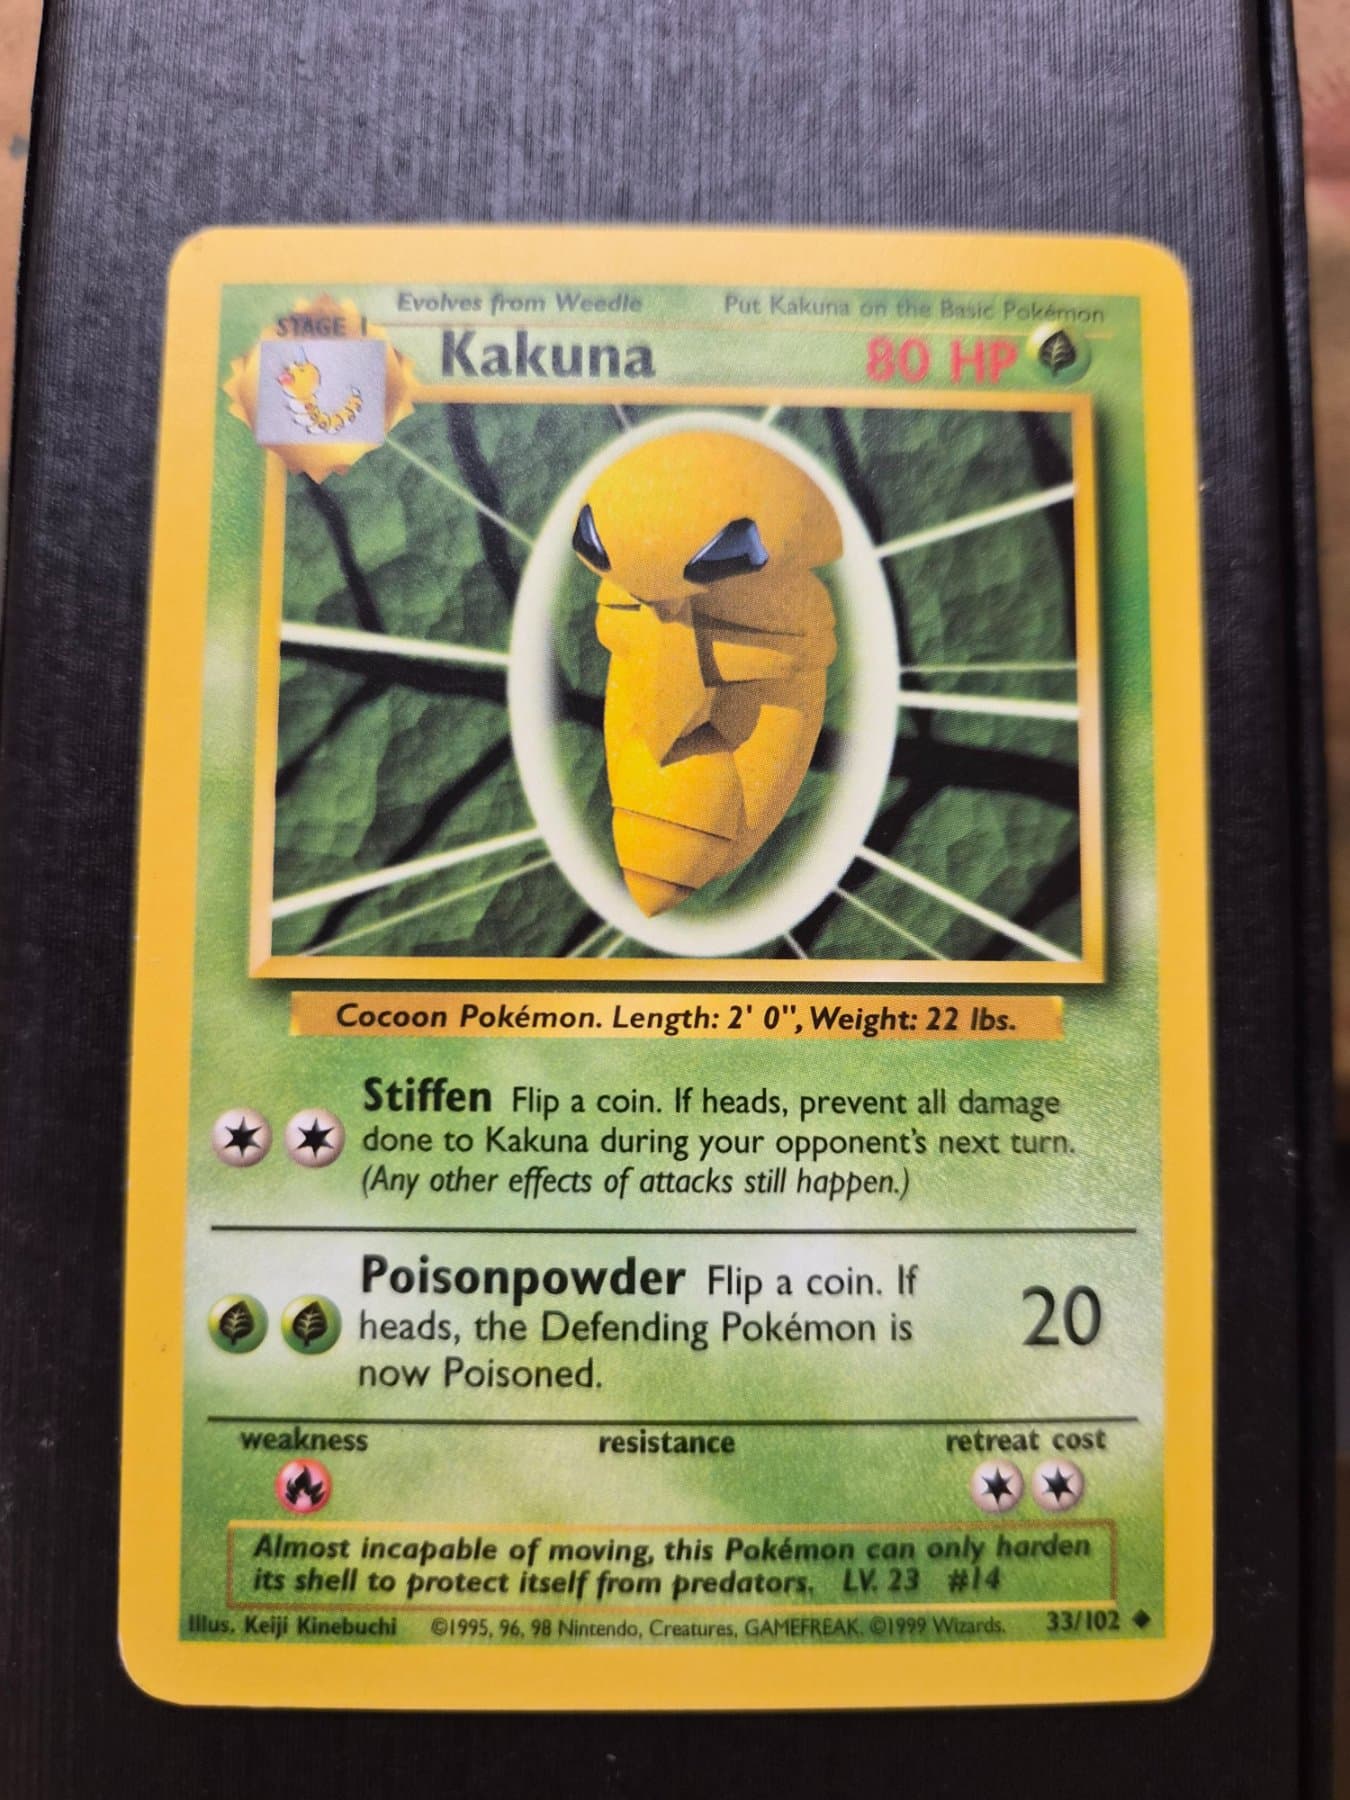 Evolves from Weedle Put Kakuna on the Basic Pokémon
STAGE 1
Kakuna 80 HP
Cocoon Pokémon. Length: 2' 0", Weight: 22 lbs.
Stiffen Flip a coin. If heads, prevent all damage
done to Kakuna during your opponent's next turn.
(Any other effects of attacks still happen.)
Poisonpowder Flip a coin. If
heads, the Defending Pokémon is
now Poisoned.
20
weakness resistance retreat cost
Almost incapable of moving, this Pokémon can only harden
its shell to protect itself from predators. LV. 23 #14
Illus. Keiji Kinebuchi ©1995, 96, 98 Nintendo, Creatures, GAMEFREAK. ©1999 Wizards. 33/102